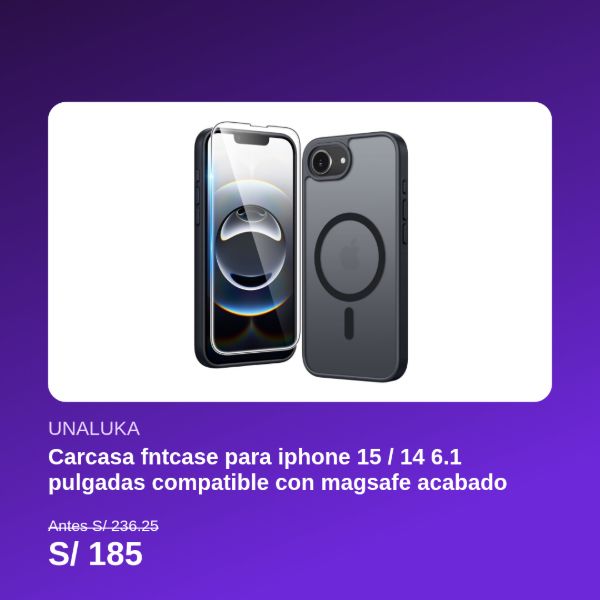 UNALUKA
Carcasa fntcase para iphone 15 / 14 6.1
pulgadas compatible con magsafe acabado
Antes S/ 236.25
S/ 185